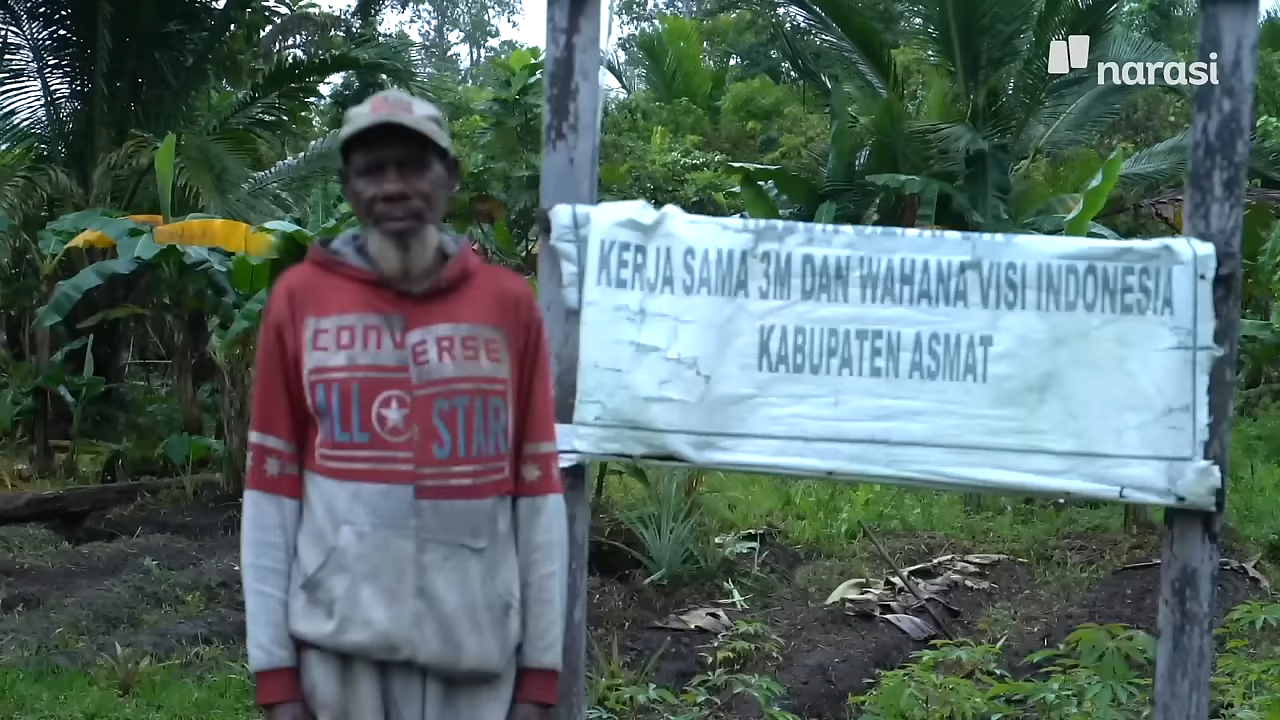 narasi
KERJA SAMA 3M DAN WAHANA VISI INDONESIA
KABUPATEN ASMAT
CONVERSE
ALL STAR